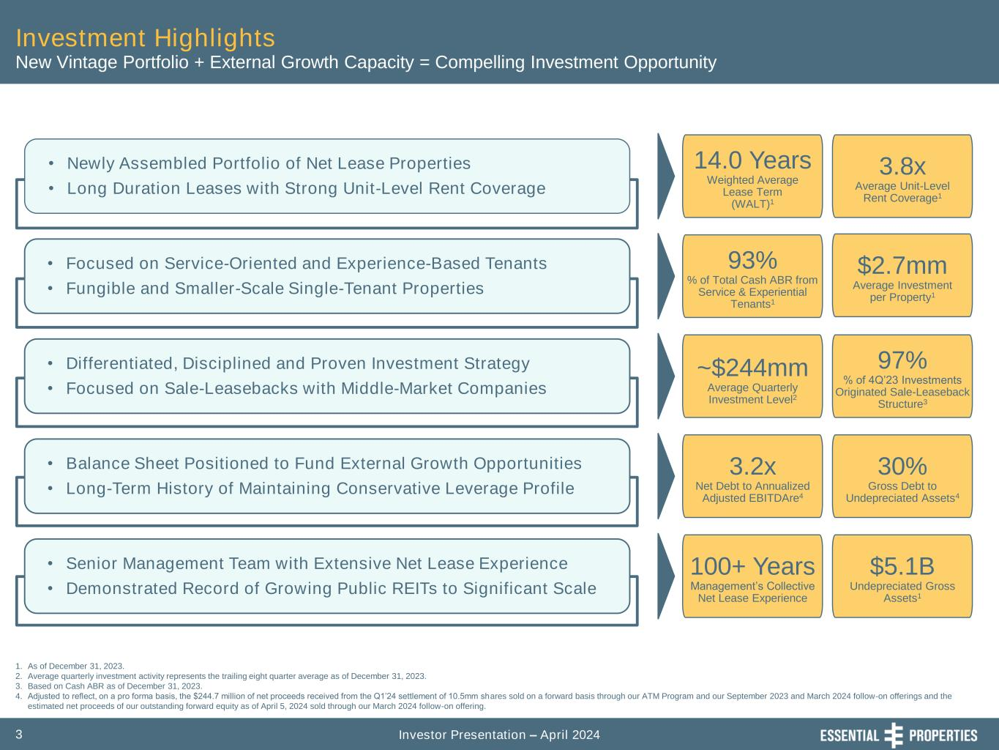 Investment Highlights
New Vintage Portfolio + External Growth Capacity = Compelling Investment Opportunity
• Newly Assembled Portfolio of Net Lease Properties
• Long Duration Leases with Strong Unit-Level Rent Coverage
14.0 Years
Weighted Average
Lease Term
(WALT)1
3.8x
Average Unit-Level
Rent Coverage1
• Focused on Service-Oriented and Experience-Based Tenants
• Fungible and Smaller-Scale Single-Tenant Properties
93%
% of Total Cash ABR from
Service & Experiential
Tenants1
$2.7mm
Average Investment
per Property1
• Differentiated, Disciplined and Proven Investment Strategy
• Focused on Sale-Leasebacks with Middle-Market Companies
~$244mm
Average Quarterly
Investment Level2
97%
% of 4Q’23 Investments
Originated Sale-Leaseback
Structure3
• Balance Sheet Positioned to Fund External Growth Opportunities
• Long-Term History of Maintaining Conservative Leverage Profile
3.2x
Net Debt to Annualized
Adjusted EBITDAre4
30%
Gross Debt to
Undepreciated Assets4
• Senior Management Team with Extensive Net Lease Experience
• Demonstrated Record of Growing Public REITs to Significant Scale
100+ Years
Management’s Collective
Net Lease Experience
$5.1B
Undepreciated Gross
Assets1
1. As of December 31, 2023.
2. Average quarterly investment activity represents the trailing eight quarter average as of December 31, 2023.
3. Based on Cash ABR as of December 31, 2023.
4. Adjusted to reflect, on a pro forma basis, the $244.7 million of net proceeds received from the Q1’24 settlement of 10.5mm shares sold on a forward basis through our ATM Program and our September 2023 and March 2024 follow-on offerings and the
estimated net proceeds of our outstanding forward equity as of April 5, 2024 sold through our March 2024 follow-on offering.
3
Investor Presentation – April 2024
ESSENTIAL PROPERTIES